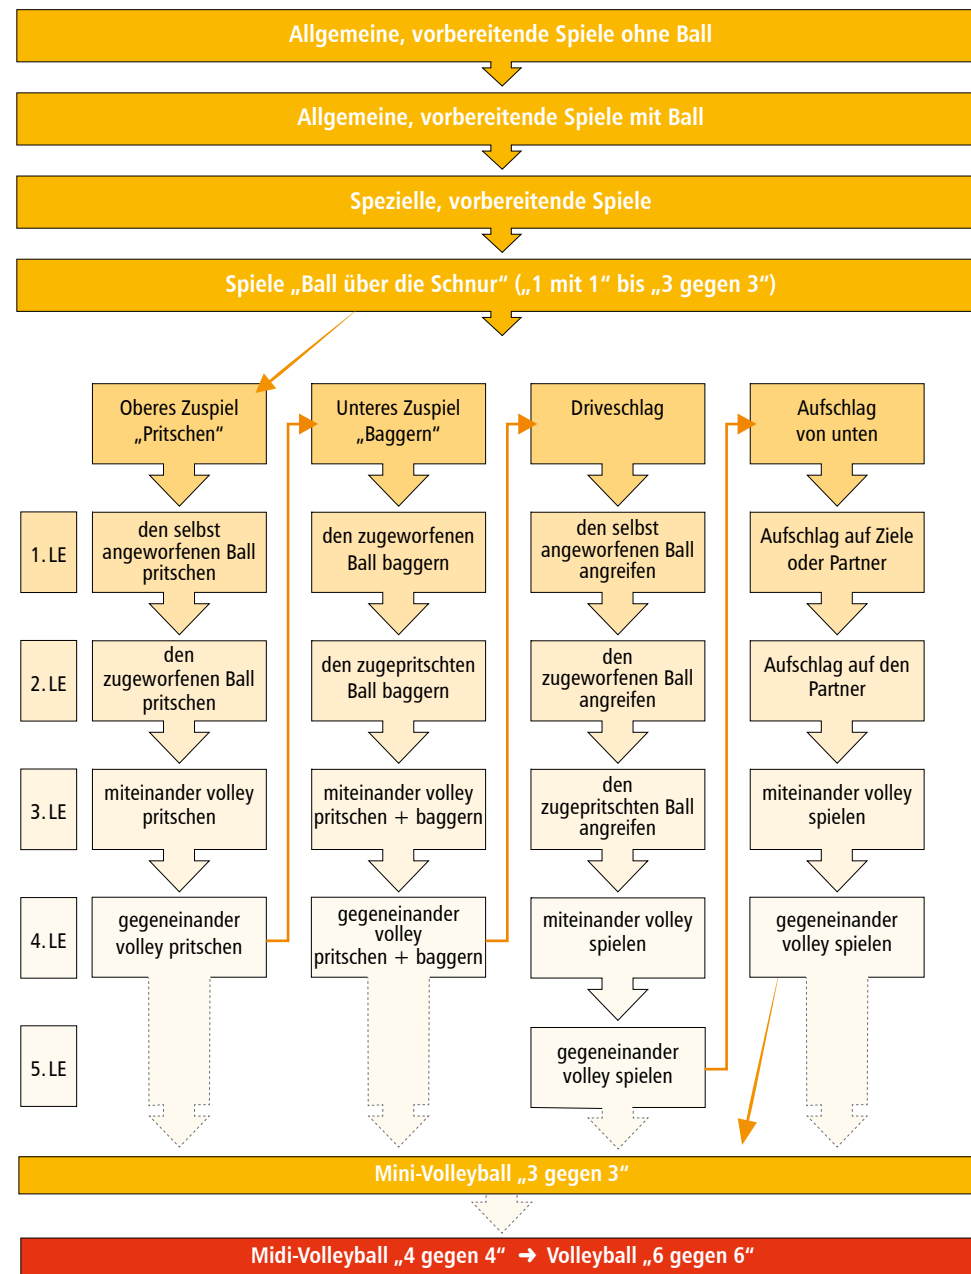 Allgemeine, vorbereitende Spiele ohne Ball
Allgemeine, vorbereitende Spiele mit Ball
Spezielle, vorbereitende Spiele
Spiele „Ball über die Schnur“ („1 mit 1“ bis „3 gegen 3“)
Oberes Zuspiel
„Pritschen“
Unteres Zuspiel
„Baggern“
Driveschlag
Aufschlag
von unten
1. LE
den selbst
angeworfenen Ball
pritschen
den zugeworfenen
Ball baggern
den selbst
angeworfenen Ball
angreifen
Aufschlag auf Ziele
oder Partner
2. LE
den
zugeworfenen Ball
pritschen
den zugepritschten
Ball baggern
den
zugeworfenen Ball
angreifen
Aufschlag auf den
Partner
3. LE
miteinander volley
pritschen
miteinander volley
pritschen + baggern
den
zugepritschten Ball
angreifen
miteinander volley
spielen
4. LE
gegeneinander
volley pritschen
gegeneinander
volley
pritschen + baggern
miteinander volley
spielen
gegeneinander
volley spielen
5. LE
gegeneinander
volley spielen
Mini-Volleyball „3 gegen 3“
Midi-Volleyball „4 gegen 4“ ➜ Volleyball „6 gegen 6“